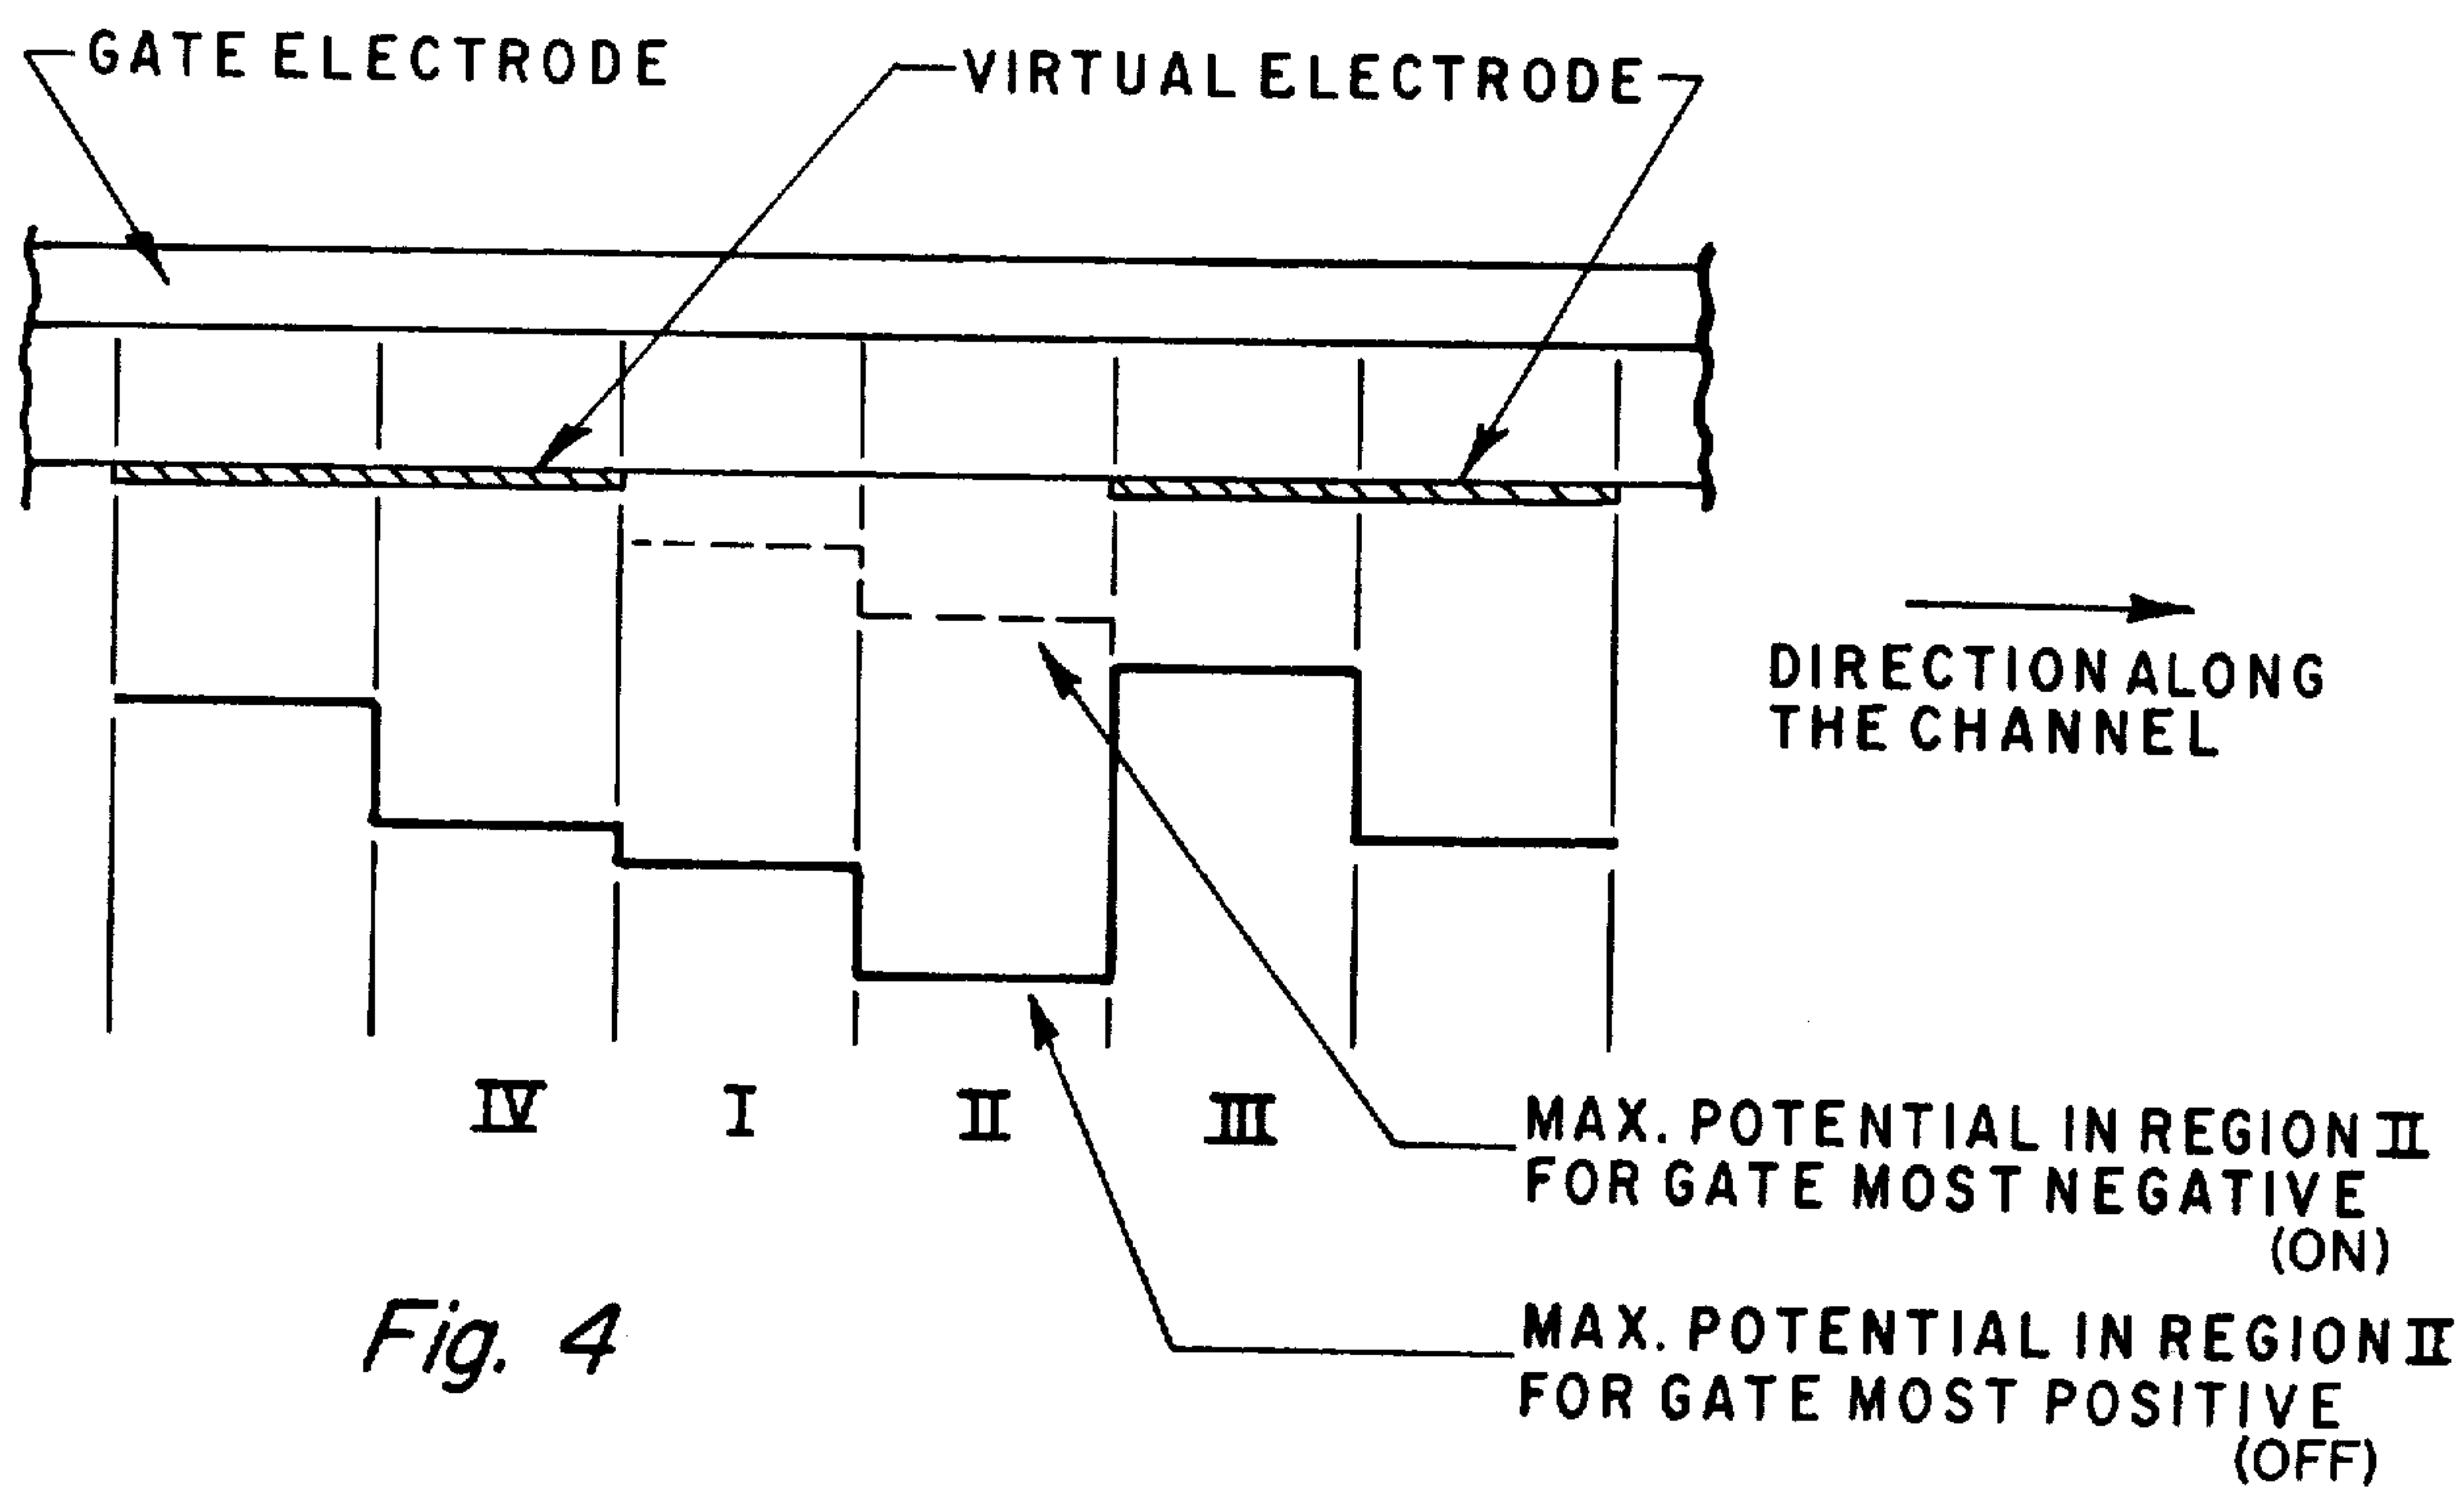 GATE ELECTRODE
VIRTUAL ELECTRODE
DIRECTION ALONG
THE CHANNEL
IV I II III
MAX. POTENTIAL IN REGION II
FOR GATE MOST NEGATIVE
(ON)
MAX. POTENTIAL IN REGION II
FOR GATE MOST POSITIVE
(OFF)
Fig. 4